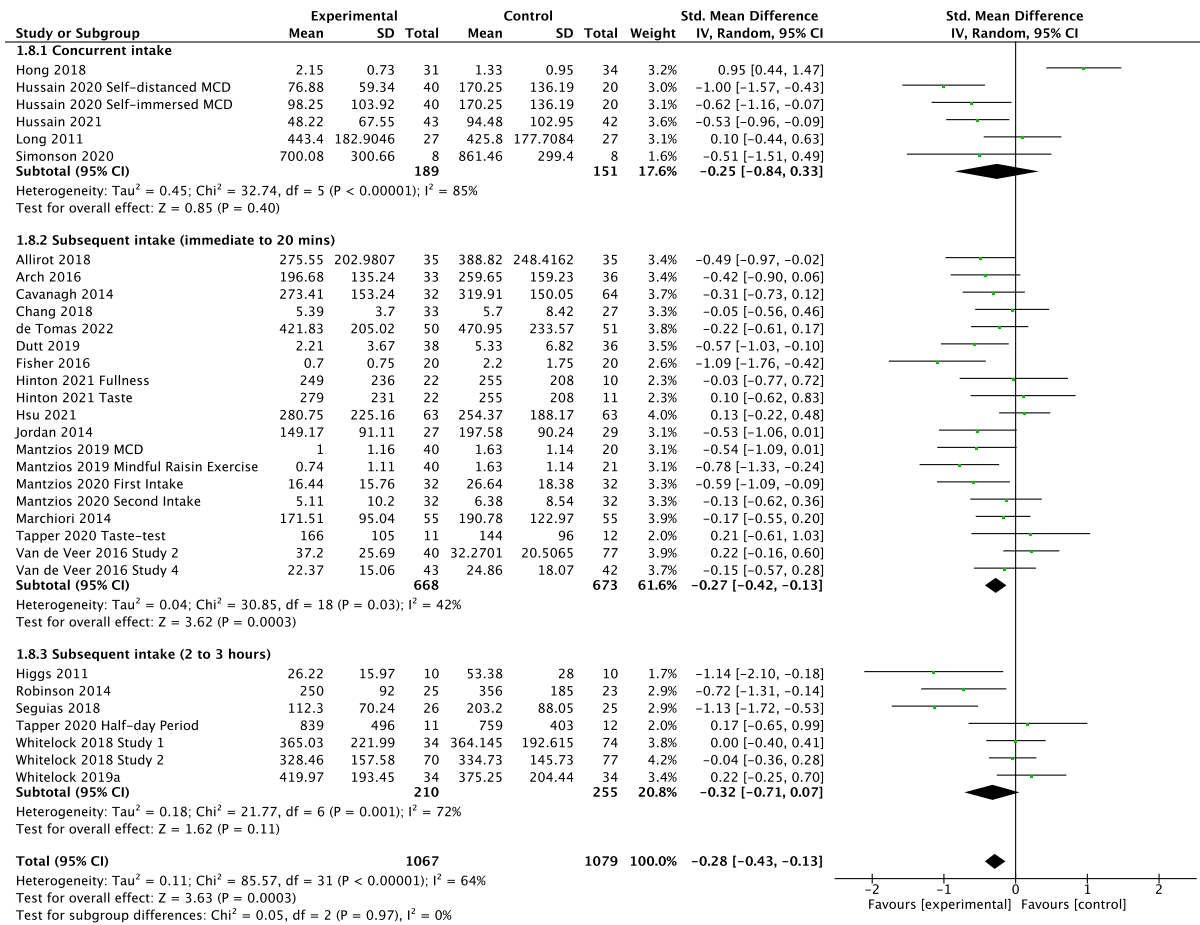 Experimental Control Std. Mean Difference Std. Mean Difference
Study or Subgroup Mean SD Total Mean SD Total Weight IV, Random, 95% CI IV, Random, 95% CI
1.8.1 Concurrent intake
Hong 2018 2.15 0.73 31 1.33 0.95 34 3.2% 0.95 [0.44, 1.47]
Hussain 2020 Self-distanced MCD 76.88 59.34 40 170.25 136.19 20 3.0% −1.00 [−1.57, −0.43]
Hussain 2020 Self-immersed MCD 98.25 103.92 40 170.25 136.19 20 3.1% −0.62 [−1.16, −0.07]
Hussain 2021 48.22 67.55 43 94.48 102.95 42 3.6% −0.53 [−0.96, −0.09]
Long 2011 443.4 182.9046 27 425.8 177.7084 27 3.1% 0.10 [−0.44, 0.63]
Simonson 2020 700.08 300.66 8 861.46 299.4 8 1.6% −0.51 [−1.51, 0.49]
Subtotal (95% CI) 189 151 17.6% −0.25 [−0.84, 0.33]
Heterogeneity: Tau² = 0.45; Chi² = 32.74, df = 5 (P < 0.00001); I² = 85%
Test for overall effect: Z = 0.85 (P = 0.40)
1.8.2 Subsequent intake (immediate to 20 mins)
Allirot 2018 275.55 202.9807 35 388.82 248.4162 35 3.4% −0.49 [−0.97, −0.02]
Arch 2016 196.68 135.24 33 259.65 159.23 36 3.4% −0.42 [−0.90, 0.06]
Cavanagh 2014 273.41 153.24 32 319.91 150.05 64 3.7% −0.31 [−0.73, 0.12]
Chang 2018 5.39 3.7 33 5.7 8.42 27 3.3% −0.05 [−0.56, 0.46]
de Tomas 2022 421.83 205.02 50 470.95 233.57 51 3.8% −0.22 [−0.61, 0.17]
Dutt 2019 2.21 3.67 38 5.33 6.82 36 3.5% −0.57 [−1.03, −0.10]
Fisher 2016 0.7 0.75 20 2.2 1.75 20 2.6% −1.09 [−1.76, −0.42]
Hinton 2021 Fullness 249 236 22 255 208 10 2.3% −0.03 [−0.77, 0.72]
Hinton 2021 Taste 279 231 22 255 208 11 2.3% 0.10 [−0.62, 0.83]
Hsu 2021 280.75 225.16 63 254.37 188.17 63 4.0% 0.13 [−0.22, 0.48]
Jordan 2014 149.17 91.11 27 197.58 90.24 29 3.1% −0.53 [−1.06, 0.01]
Mantzios 2019 MCD 1 1.16 40 1.63 1.14 20 3.1% −0.54 [−1.09, 0.01]
Mantzios 2019 Mindful Raisin Exercise 0.74 1.11 40 1.63 1.14 21 3.1% −0.78 [−1.33, −0.24]
Mantzios 2020 First Intake 16.44 15.76 32 26.64 18.38 32 3.3% −0.59 [−1.09, −0.09]
Mantzios 2020 Second Intake 5.11 10.2 32 6.38 8.54 32 3.3% −0.13 [−0.62, 0.36]
Marchiori 2014 171.51 95.04 55 190.78 122.97 55 3.9% −0.17 [−0.55, 0.20]
Tapper 2020 Taste-test 166 105 11 144 96 12 2.0% 0.21 [−0.61, 1.03]
Van de Veer 2016 Study 2 37.2 25.69 40 32.2701 20.5065 77 3.8% 0.22 [−0.16, 0.60]
Van de Veer 2016 Study 4 22.37 15.06 43 24.86 18.07 42 3.7% −0.15 [−0.57, 0.28]
Subtotal (95% CI) 668 673 61.6% −0.27 [−0.42, −0.13]
Heterogeneity: Tau² = 0.04; Chi² = 30.85, df = 18 (P = 0.03); I² = 42%
Test for overall effect: Z = 3.62 (P = 0.0003)
1.8.3 Subsequent intake (2 to 3 hours)
Higgs 2011 26.22 15.97 10 53.38 28 10 1.7% −1.14 [−2.10, −0.18]
Robinson 2014 250 92 25 356 185 23 2.9% −0.72 [−1.31, −0.14]
Seguias 2018 112.3 70.24 26 203.2 88.05 25 2.9% −1.13 [−1.72, −0.53]
Tapper 2020 Half-day Period 839 496 11 759 403 12 2.0% 0.17 [−0.65, 0.99]
Whitelock 2018 Study 1 365.03 221.99 34 364.145 192.615 74 3.8% 0.00 [−0.40, 0.41]
Whitelock 2018 Study 2 328.46 157.58 70 334.73 145.73 77 4.2% −0.04 [−0.36, 0.28]
Whitelock 2019a 419.97 193.45 34 375.25 204.44 34 3.4% 0.22 [−0.25, 0.70]
Subtotal (95% CI) 210 255 20.8% −0.32 [−0.71, 0.07]
Heterogeneity: Tau² = 0.18; Chi² = 21.77, df = 6 (P = 0.001); I² = 72%
Test for overall effect: Z = 1.62 (P = 0.11)
Total (95% CI) 1067 1079 100.0% −0.28 [−0.43, −0.13]
Heterogeneity: Tau² = 0.11; Chi² = 85.57, df = 31 (P < 0.00001); I² = 64%
Test for overall effect: Z = 3.63 (P = 0.0003)
Test for subgroup differences: Chi² = 0.05, df = 2 (P = 0.97), I² = 0%
−2 −1 0 1 2
Favours [experimental] Favours [control]